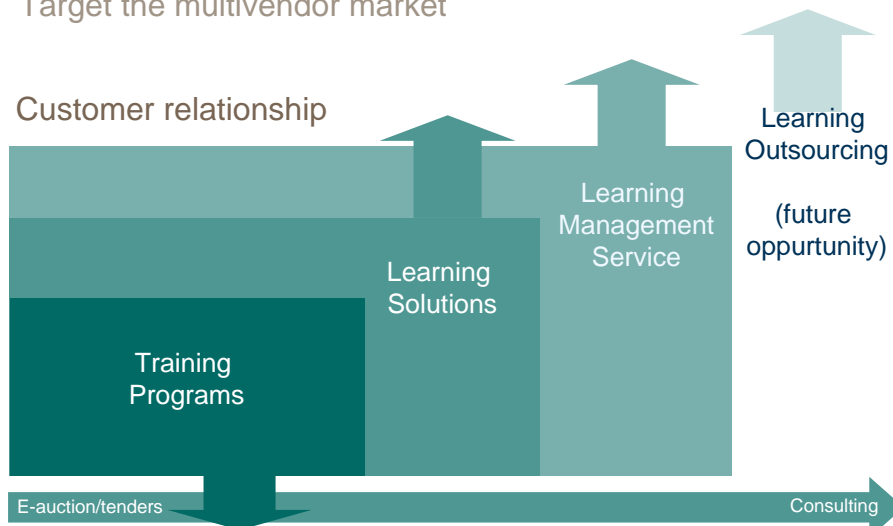 Target the multivendor market
Customer relationship
Learning
Outsourcing
(future
oppurtunity)
Learning
Management
Service
Learning
Solutions
Training
Programs
E-auction/tenders
Consulting